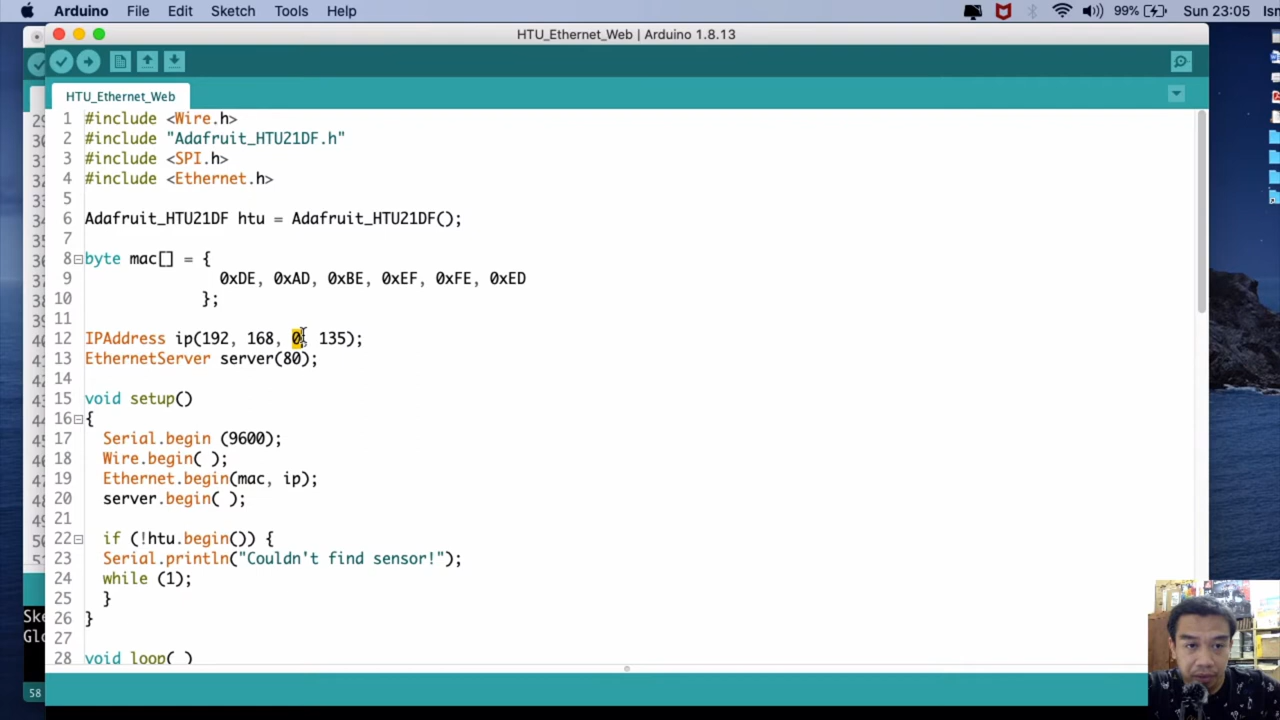 Arduino File Edit Sketch Tools Help 99% Sun 23:05 Isn
HTU_Ethernet_Web | Arduino 1.8.13
HTU_Ethernet_Web
1 #include <Wire.h>
2 #include "Adafruit_HTU21DF.h"
3 #include <SPI.h>
4 #include <Ethernet.h>
5
6 Adafruit_HTU21DF htu = Adafruit_HTU21DF();
7
8 byte mac[] = {
9 0xDE, 0xAD, 0xBE, 0xEF, 0xFE, 0xED
10 };
11
12 IPAddress ip(192, 168, 0, 135);
13 EthernetServer server(80);
14
15 void setup()
16 {
17 Serial.begin (9600);
18 Wire.begin( );
19 Ethernet.begin(mac, ip);
20 server.begin( );
21
22 if (!htu.begin()) {
23 Serial.println("Couldn't find sensor!");
24 while (1);
25 }
26 }
27
28 void loop( )
Ske
Glo
58